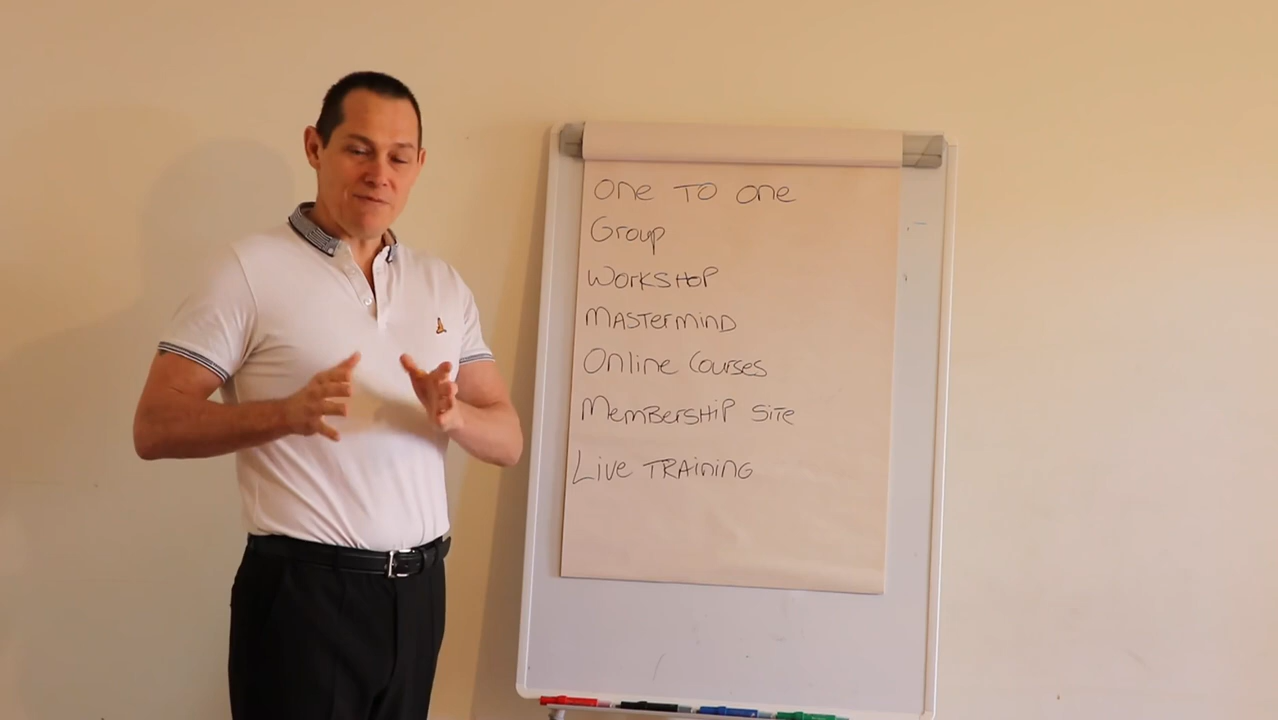 ONE TO ONE
Group
WORKSHOP
MASTERMIND
Online Courses
MemBersHiP SiTe
Live TRAining